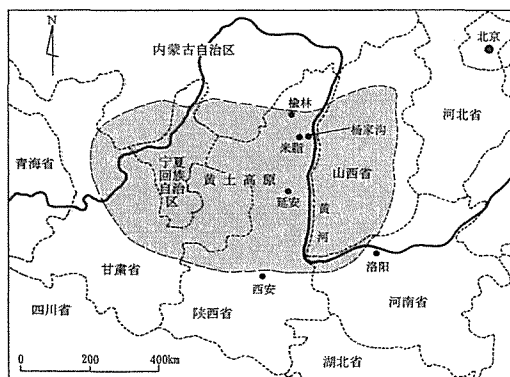 N
内蒙古自治区
北京
榆林
河北省
杨家沟
米脂
青海省
宁夏
回族
自治
区
黄土高原
山西省
延安
黄
河
甘肃省
洛阳
西安
四川省
陕西省
河南省
0
200
400km
湖北省